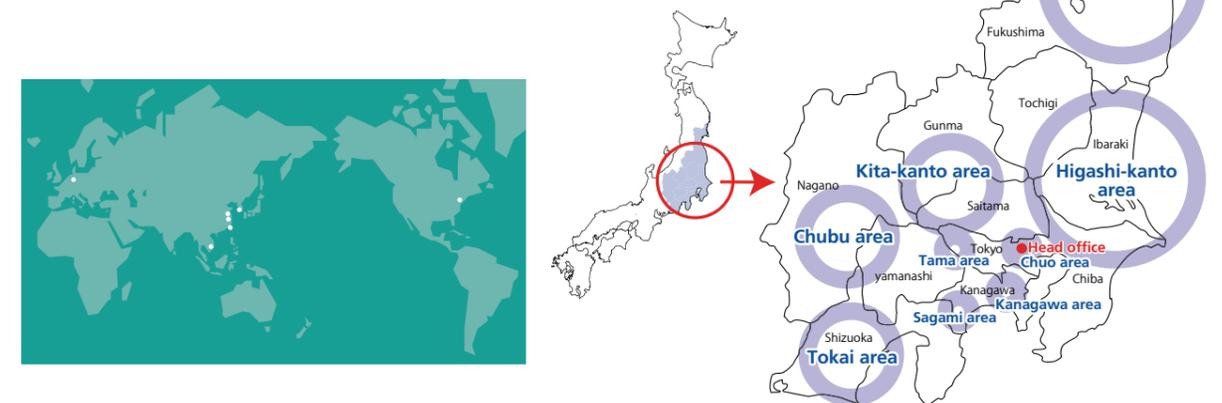 Fukushima
Tochigi
Gunma
Ibaraki
Kita-kanto area
Higashi-kanto
area
Nagano
Saitama
Chubu area
Tokyo
Head office
Tama area
Chuo area
yamanashi
Chiba
Kanagawa
Kanagawa area
Sagami area
Shizuoka
Tokai area